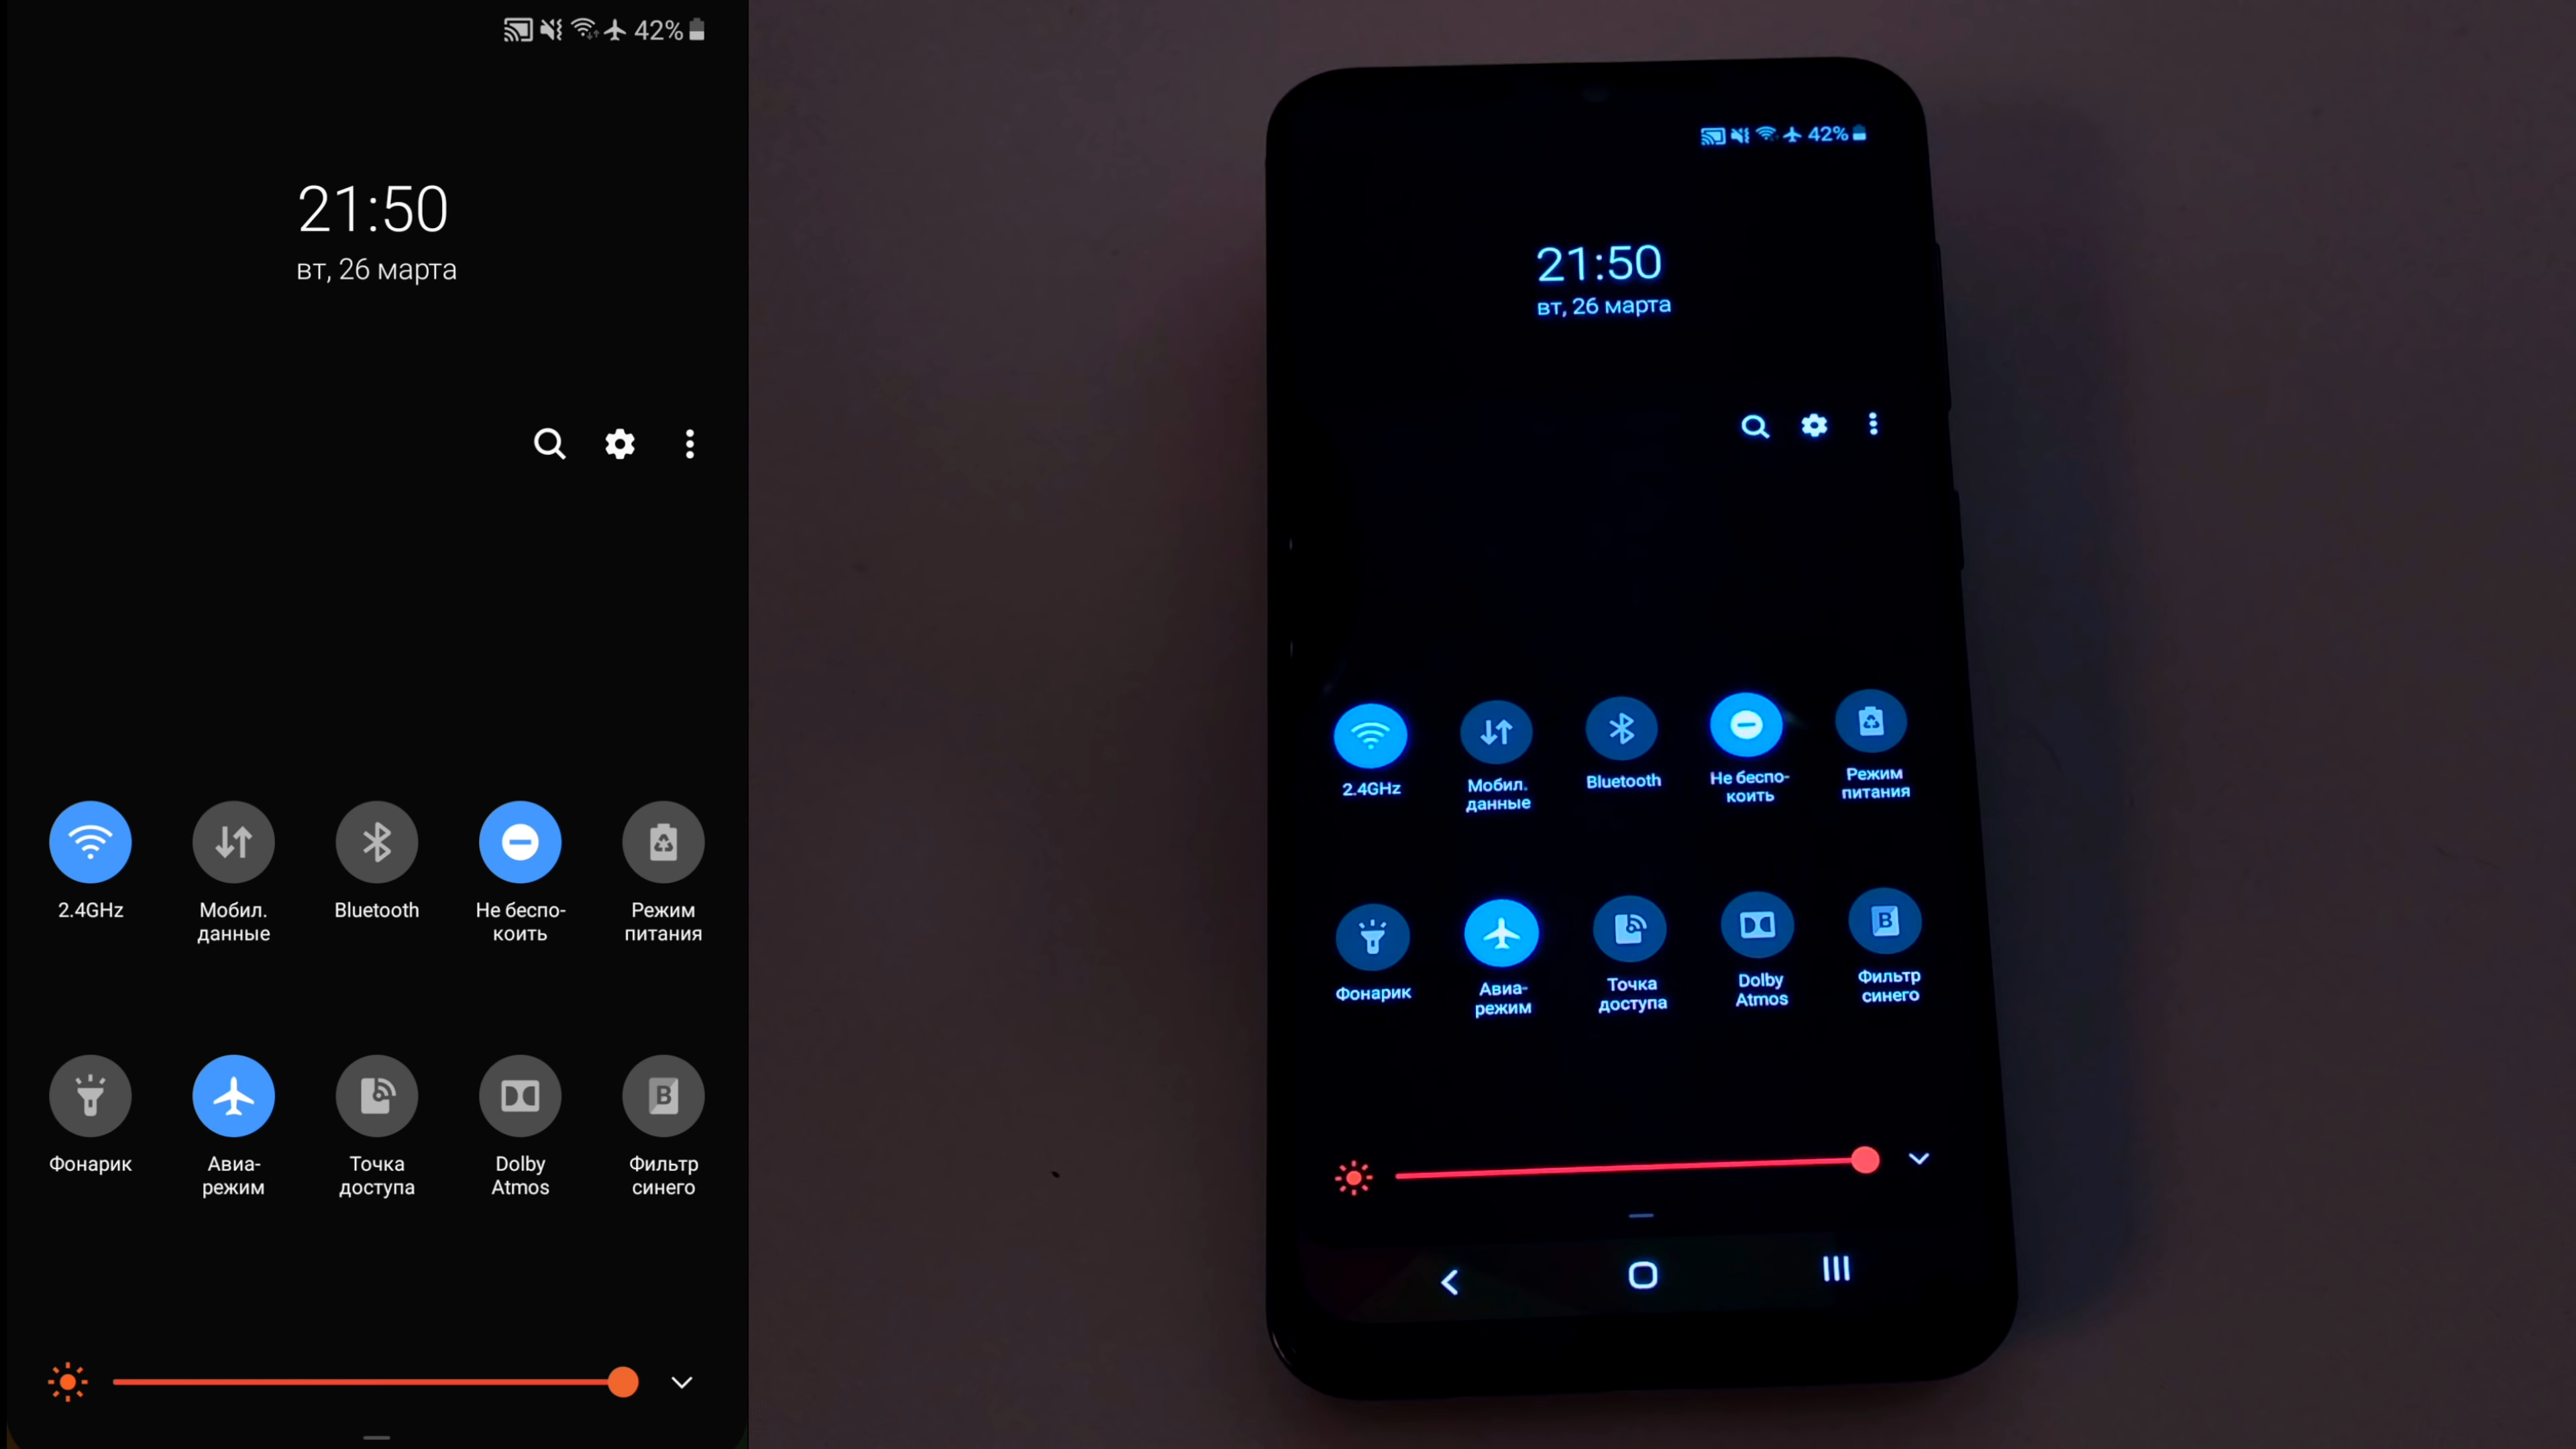 42%
21:50
вт, 26 марта
2.4GHz
Мобил.
данные
Bluetooth
Не беспо-
коить
Режим
питания
Фонарик
Авиа-
режим
Точка
доступа
Dolby
Atmos
B
Фильтр
синего
42%
21:50
вт, 26 марта
2.4GHz
Мобил.
данные
Bluetooth
Не беспо-
коить
Режим
питания
Фонарик
Авиа-
режим
Точка
доступа
Dolby
Atmos
B
Фильтр
синего